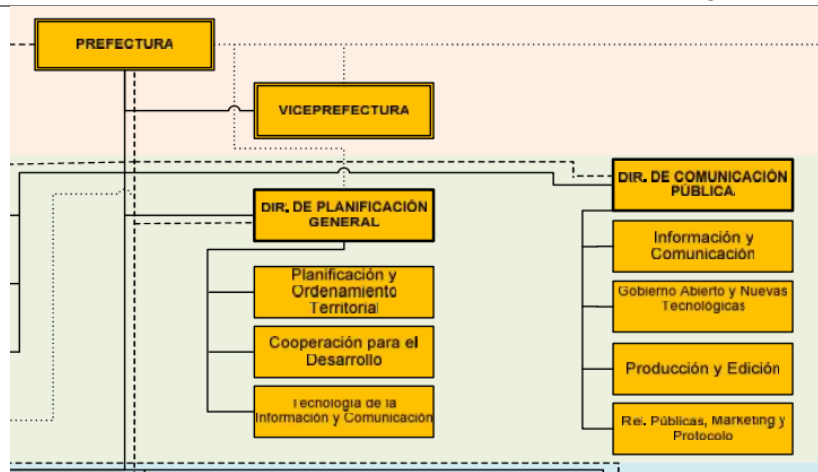 PREFECTURA
VICEPREFECTURA
DIR. DE PLANIFICACIÓN
GENERAL
Planificación y
Ordenamiento
Territorial
Cooperación para el
Desarrollo
Tecnología de la
Información y Comunicación
DIR. DE COMUNICACIÓN
PÚBLICA.
Información y
Comunicación
Gobierno Abierto y Nuevas
Tecnológicas
Producción y Edición
Rel. Públicas, Marketing y
Protocolo